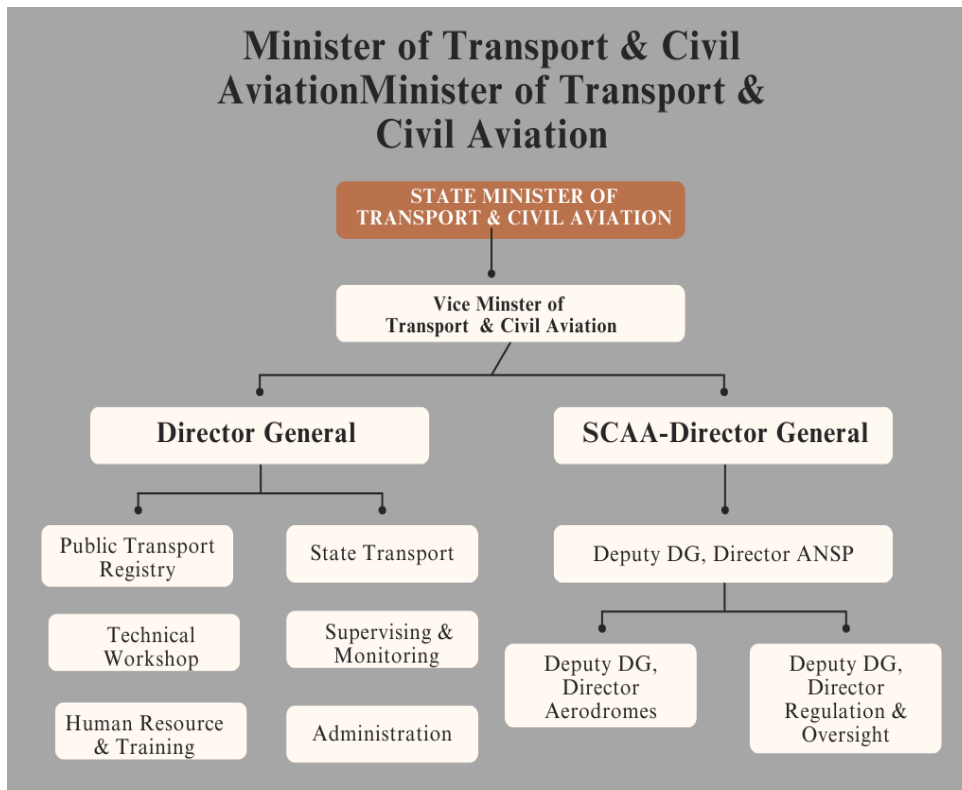 Minister of Transport & Civil
AviationMinister of Transport &
Civil Aviation
STATE MINISTER OF
TRANSPORT & CIVIL AVIATION
Vice Minster of
Transport & Civil Aviation
Director General
SCAA-Director General
Public Transport
Registry
State Transport
Deputy DG, Director ANSP
Technical
Workshop
Supervising &
Monitoring
Deputy DG,
Director
Aerodromes
Deputy DG,
Director
Regulation &
Oversight
Human Resource
& Training
Administration